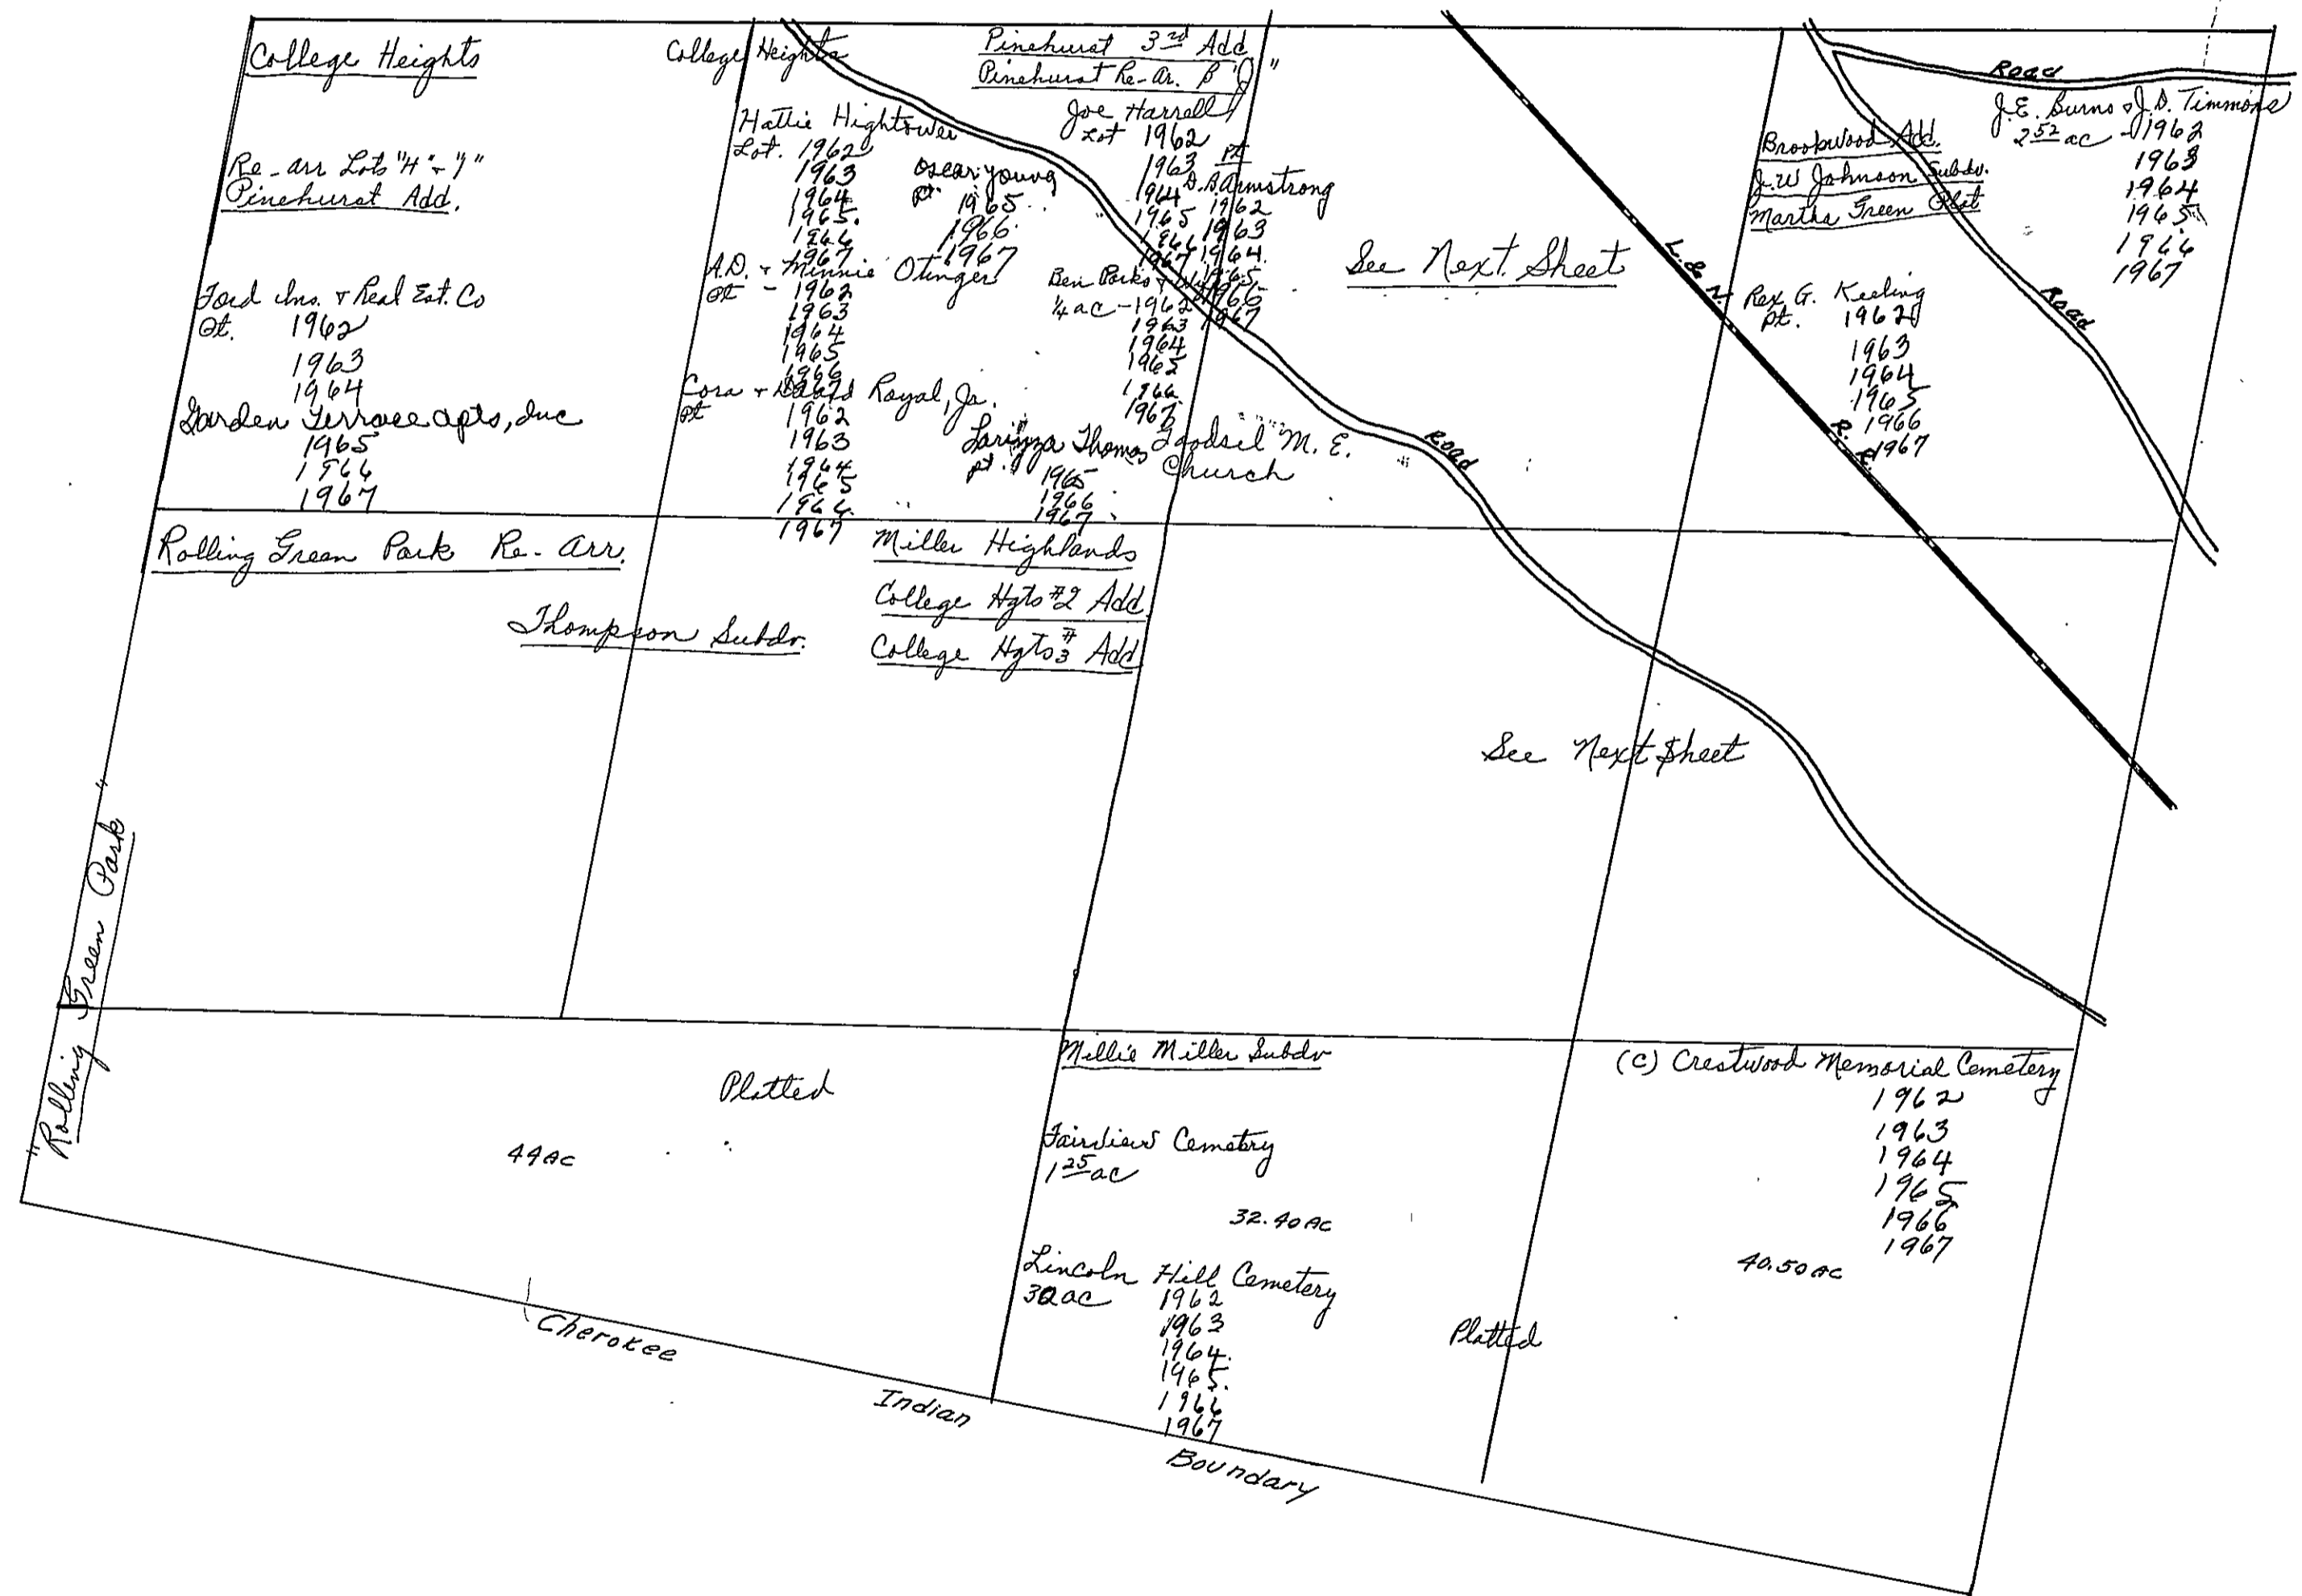 College Heights
Re-arr Lots "H" & "I"
Pinehurst Add.
Ford Ins. & Real Est. Co
Pt. 1962
1963
1964
Garden Terrace apts, Inc
1965
1966
1967
College Heights
Hattie Hightower
Lot. 1962
1963
1964
1965.
1966
1967
Oscar Young
pt. 1965
1966
1967
A.D. & Minnie Otinger
pt - 1962
1963
1964
1965
1966
1967
Cora & David Royal, Jr.
pt 1962
1963
1964
1965
1966
1967
Pinehurst 3rd Add
Pinehurst Re-Ar. B "J"
Joe Harrell
Lot 1962
1963
1964
1965
1966
1967
pt
D.B. Armstrong
1962
1963
1964
1965
1966
1967
Ben Parks &
1/4 ac - 1962
1963
1964
1965
1966
1967
Thomas
pt. 1965
1966
1967
Goodsel M. E.
Church
See Next Sheet
Road
L. & N.
R. R.
Brookwood Add.
J.W Johnson Subdv.
Martha Green Plat
Rex G. Keeling
pt. 1962
1963
1964
1965
1966
1967
Road
Road
J.E. Burns & J.D. Timmons
2 52 ac - 1962
1963
1964
1965
1966
1967
Rolling Green Park Re-Arr.
Thompson Subdv.
Miller Highlands
College Hgts #2 Add.
College Hgts #3 Add
See Next Sheet
"Rolling Green Park"
Platted
44 AC
Millie Miller Subdv
Fairview Cemetery
1 25 ac
32.40 AC
Lincoln Hill Cemetery
30 ac 1962
1963
1964
1965.
1966
1967
Platted
(C) Crestwood Memorial Cemetery
1962
1963
1964
1965
1966
1967
40.50 AC
Cherokee Indian Boundary